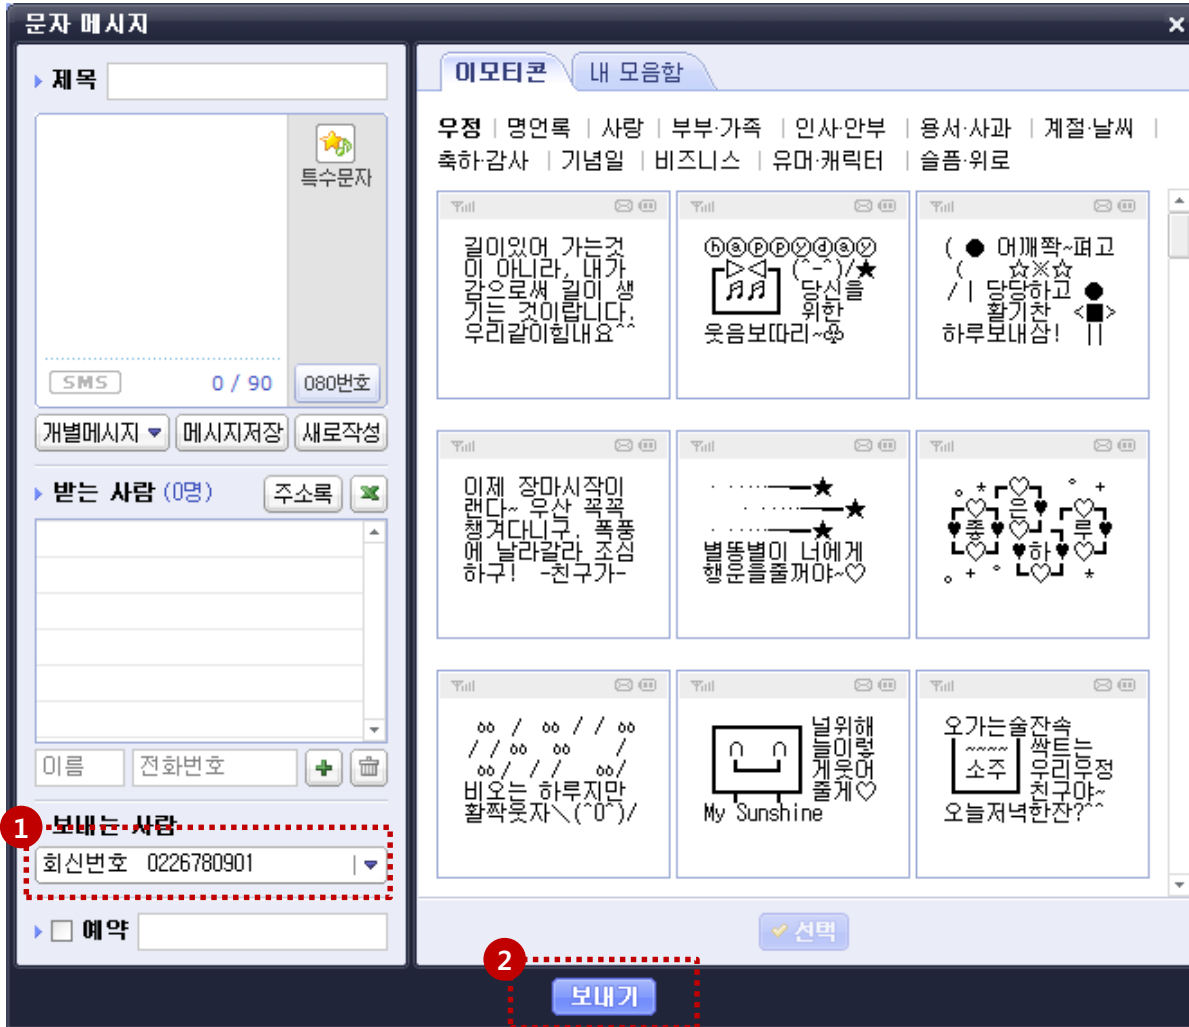 문자 메시지
제목
특수문자
SMS 0 / 90 080번호
개별메시지 메시지저장 새로작성
받는 사람 (0명) 주소록
이름 전화번호
1
보내는 사람
회신번호 0226780901
예약
이모티콘 내 모음함
우정 | 명언록 | 사랑 | 부부·가족 | 인사·안부 | 용서·사과 | 계절·날씨 |
축하·감사 | 기념일 | 비즈니스 | 유머·캐릭터 | 슬픔·위로
길이있어 가는것
이 아니라, 내가
감으로써 길이 생
기는 것이랍니다.
우리같이힘내요^^
ⓗⓐⓟⓟⓨⓓⓐⓨ
┏▷◁┓(^-^)/★
♬♬ 당신을
위한
웃음보따리~♧
( ● 어깨쫙~펴고
( ☆※☆
/ | 당당하고 ●
활기찬 <■>
하루보내삼! ||
이제 장마시작이
랜다~ 우산 꼭꼭
챙겨다니구, 폭풍
에 날라갈라 조심
하구! -친구가-
★
★
★
별똥별이 너에게
행운을줄꺼야~♡
。*┏♡┓ ° +
┏♡은♥┏♡┓
♥좋♥♡┛┓루♥
┗♡┛♥하♥♡┛
。+ °┗♡┛ *
oo / oo / / oo
/ / oo oo /
oo/ / / oo/
비오는 하루지만
활짝웃자＼(^0^)/
널위해
∩ ∩ 늘이렇
게웃어
줄게♡
My Sunshine
오가는술잔속
~~~~ 싹트는
소주 우리우정
친구야~
오늘저녁한잔?^^
선택
2
보내기